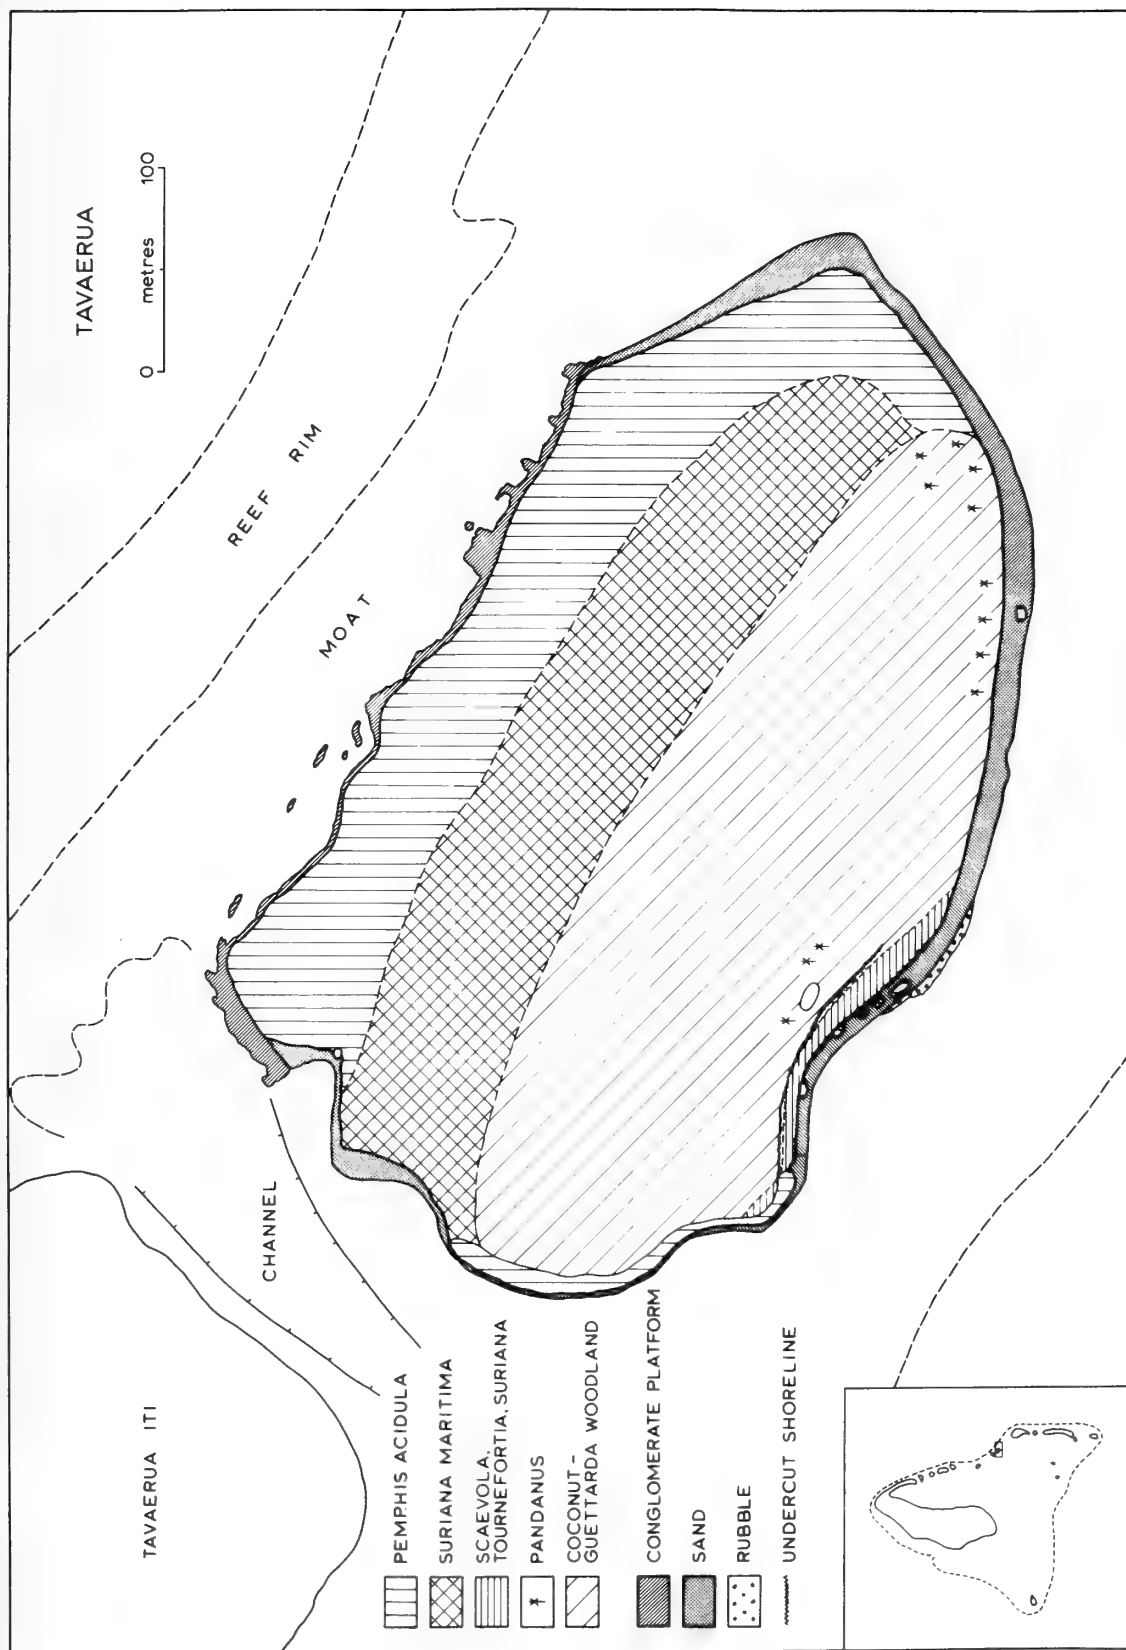 TAVAERUA
0 metres 100
REEF RIM
MOAT
CHANNEL
TAVAERUA ITI
PEMPHIS ACIDULA
SURIANA MARITIMA
SCAEVOLA,
TOURNEFORTIA, SURIANA
PANDANUS
COCONUT –
GUETTARDA WOODLAND
CONGLOMERATE PLATFORM
SAND
RUBBLE
UNDERCUT SHORELINE